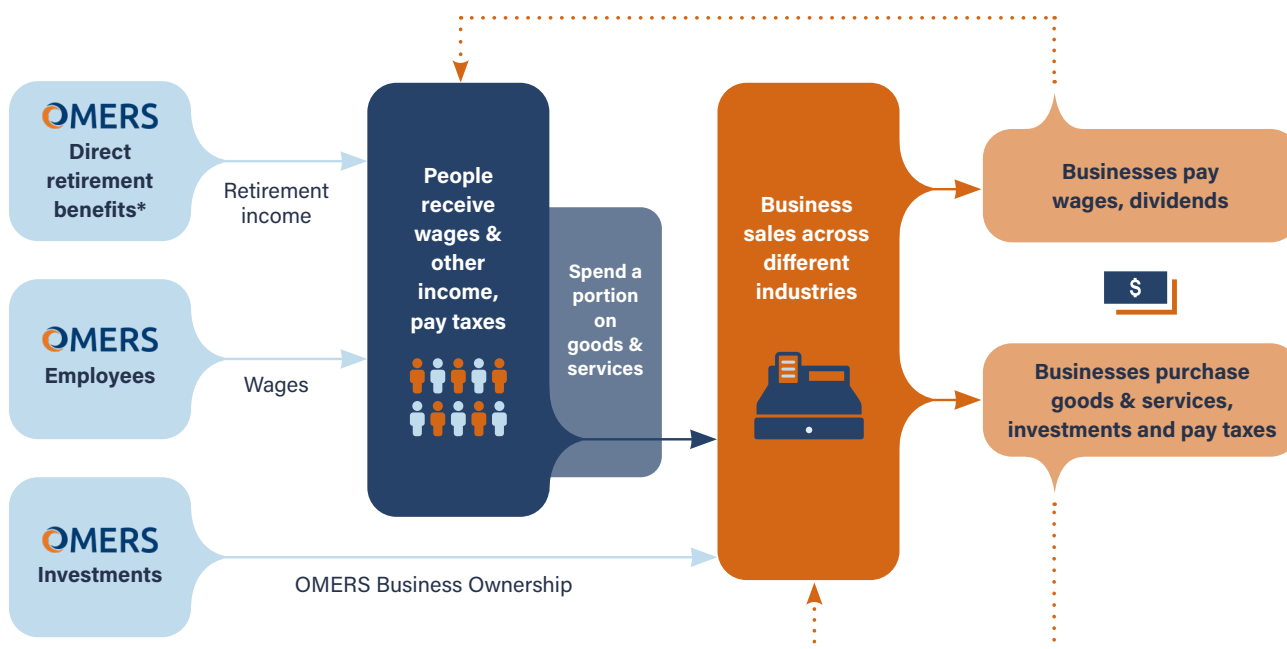 OMERS
Direct
retirement
benefits*
Retirement
income
OMERS
Employees
Wages
OMERS
Investments
OMERS Business Ownership
People
receive
wages &
other
income,
pay taxes
Spend a
portion
on
goods &
services
Business
sales across
different
industries
Businesses pay
wages, dividends
$
Businesses purchase
goods & services,
investments and pay taxes